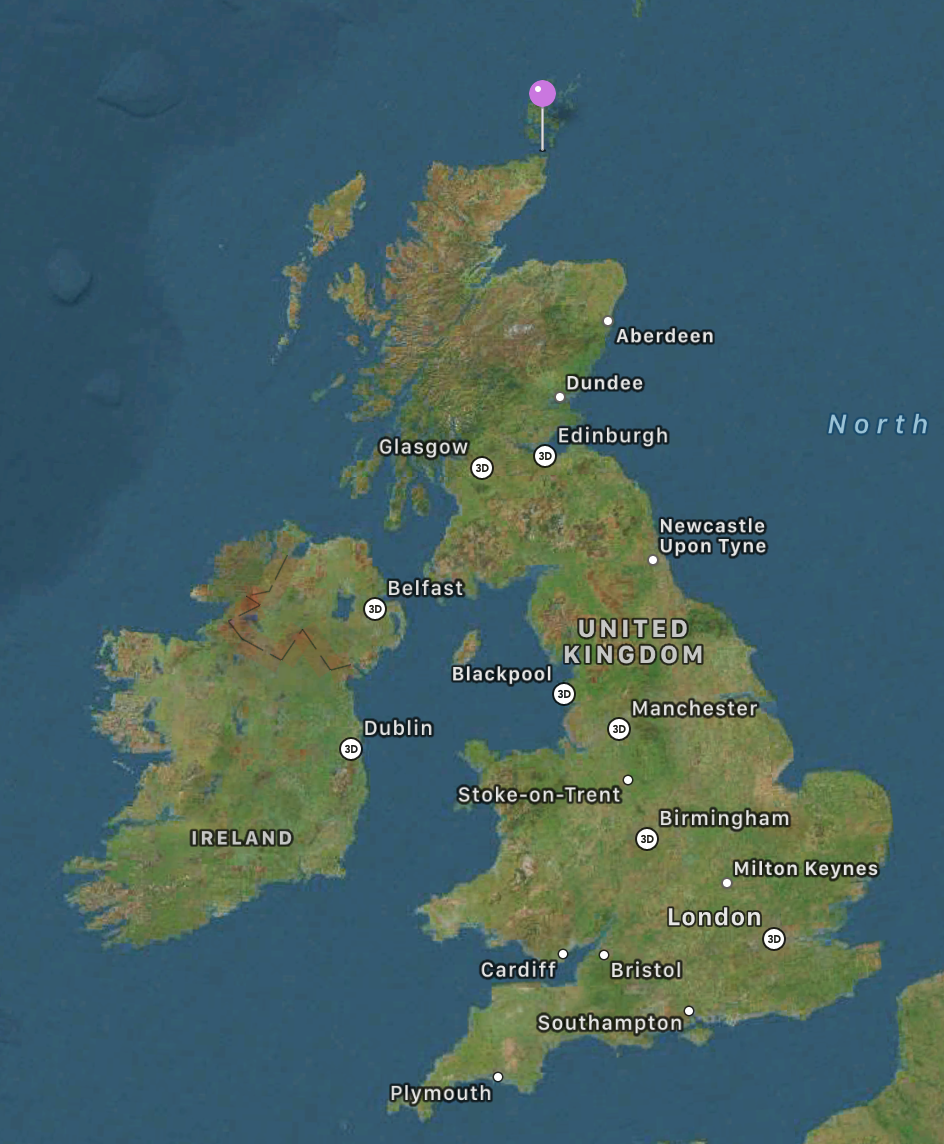 Aberdeen
Dundee
North
Edinburgh
Glasgow
3D
3D
Newcastle
Upon Tyne
Belfast
3D
UNITED
KINGDOM
Blackpool
3D
Manchester
3D
Dublin
3D
Stoke-on-Trent
Birmingham
3D
IRELAND
Milton Keynes
London
3D
Cardiff
Bristol
Southampton
Plymouth